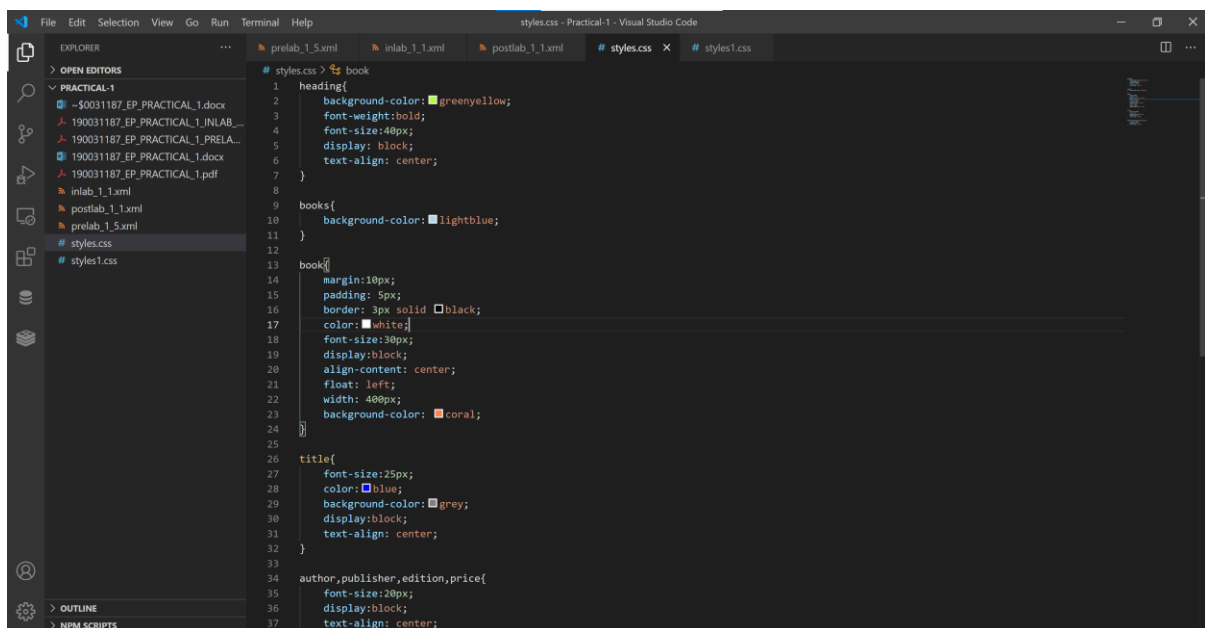 File Edit Selection View Go Run Terminal Help styles.css - Practical-1 - Visual Studio Code
EXPLORER ...
OPEN EDITORS
PRACTICAL-1
~$0031187_EP_PRACTICAL_1.docx
190031187_EP_PRACTICAL_1_INLAB_...
190031187_EP_PRACTICAL_1_PRELA...
190031187_EP_PRACTICAL_1.docx
190031187_EP_PRACTICAL_1.pdf
inlab_1_1.xml
postlab_1_1.xml
prelab_1_5.xml
# styles.css
# styles1.css
OUTLINE
NPM SCRIPTS
prelab_1_5.xml inlab_1_1.xml postlab_1_1.xml # styles.css # styles1.css
# styles.css > book
1 heading{
2 background-color: greenyellow;
3 font-weight:bold;
4 font-size:40px;
5 display: block;
6 text-align: center;
7 }
8
9 books{
10 background-color: lightblue;
11 }
12
13 book{
14 margin:10px;
15 padding: 5px;
16 border: 3px solid black;
17 color: white;
18 font-size:30px;
19 display:block;
20 align-content: center;
21 float: left;
22 width: 400px;
23 background-color: coral;
24 }
25
26 title{
27 font-size:25px;
28 color: blue;
29 background-color: grey;
30 display:block;
31 text-align: center;
32 }
33
34 author,publisher,edition,price{
35 font-size:20px;
36 display:block;
37 text-align: center;